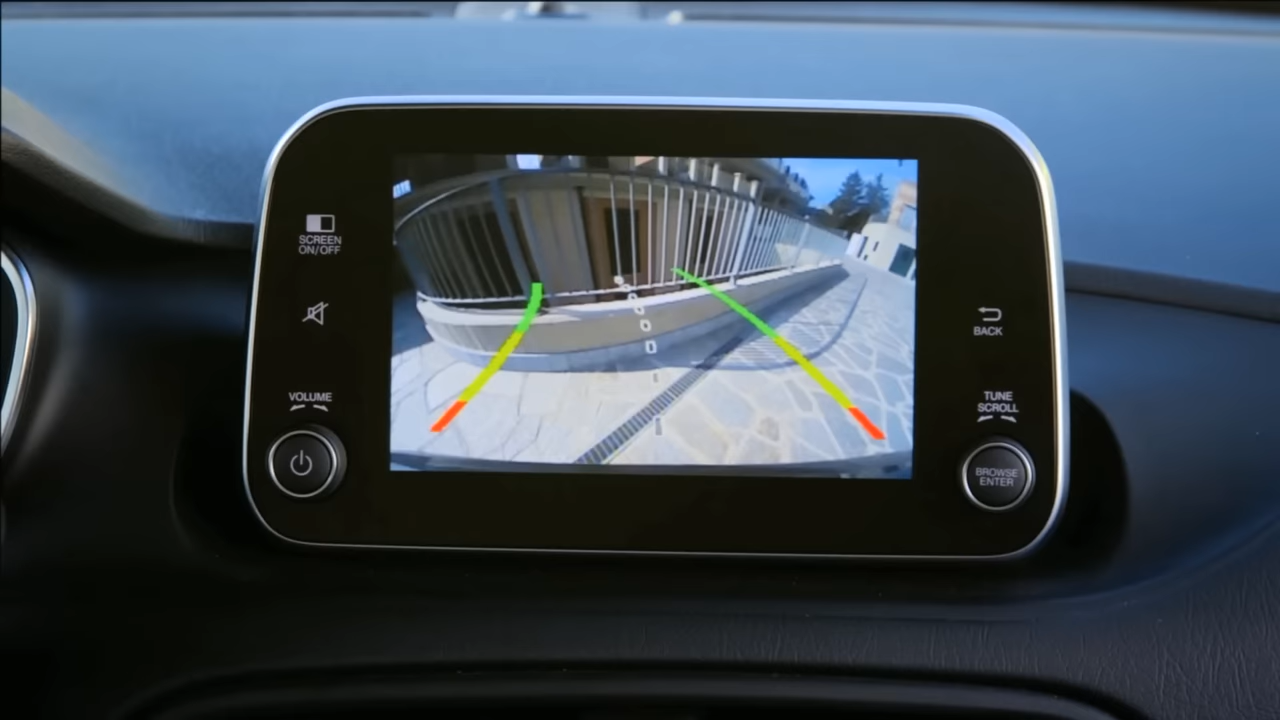 SCREEN
ON/OFF
VOLUME
BACK
TUNE
SCROLL
BROWSE
ENTER